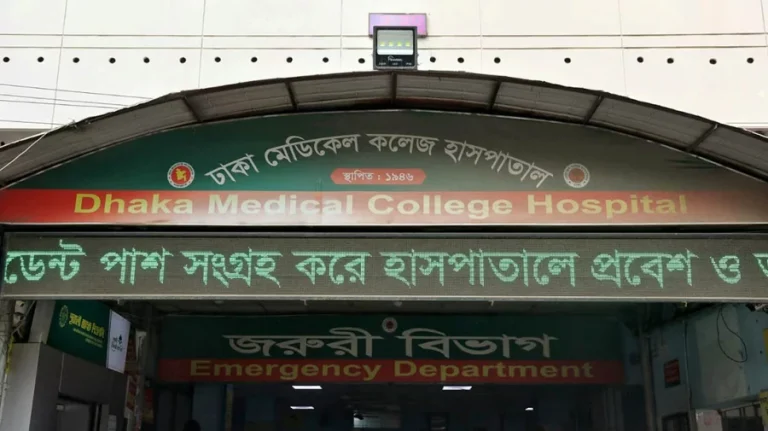 ঢাকা মেডিকেল কলেজ হাসপাতাল
স্থাপিত : ১৯৪৬
Dhaka Medical College Hospital
ডেন্ট পাশ সংগ্রহ করে হাসপাতালে প্রবেশ ও
জরুরী বিভাগ
Emergency Department